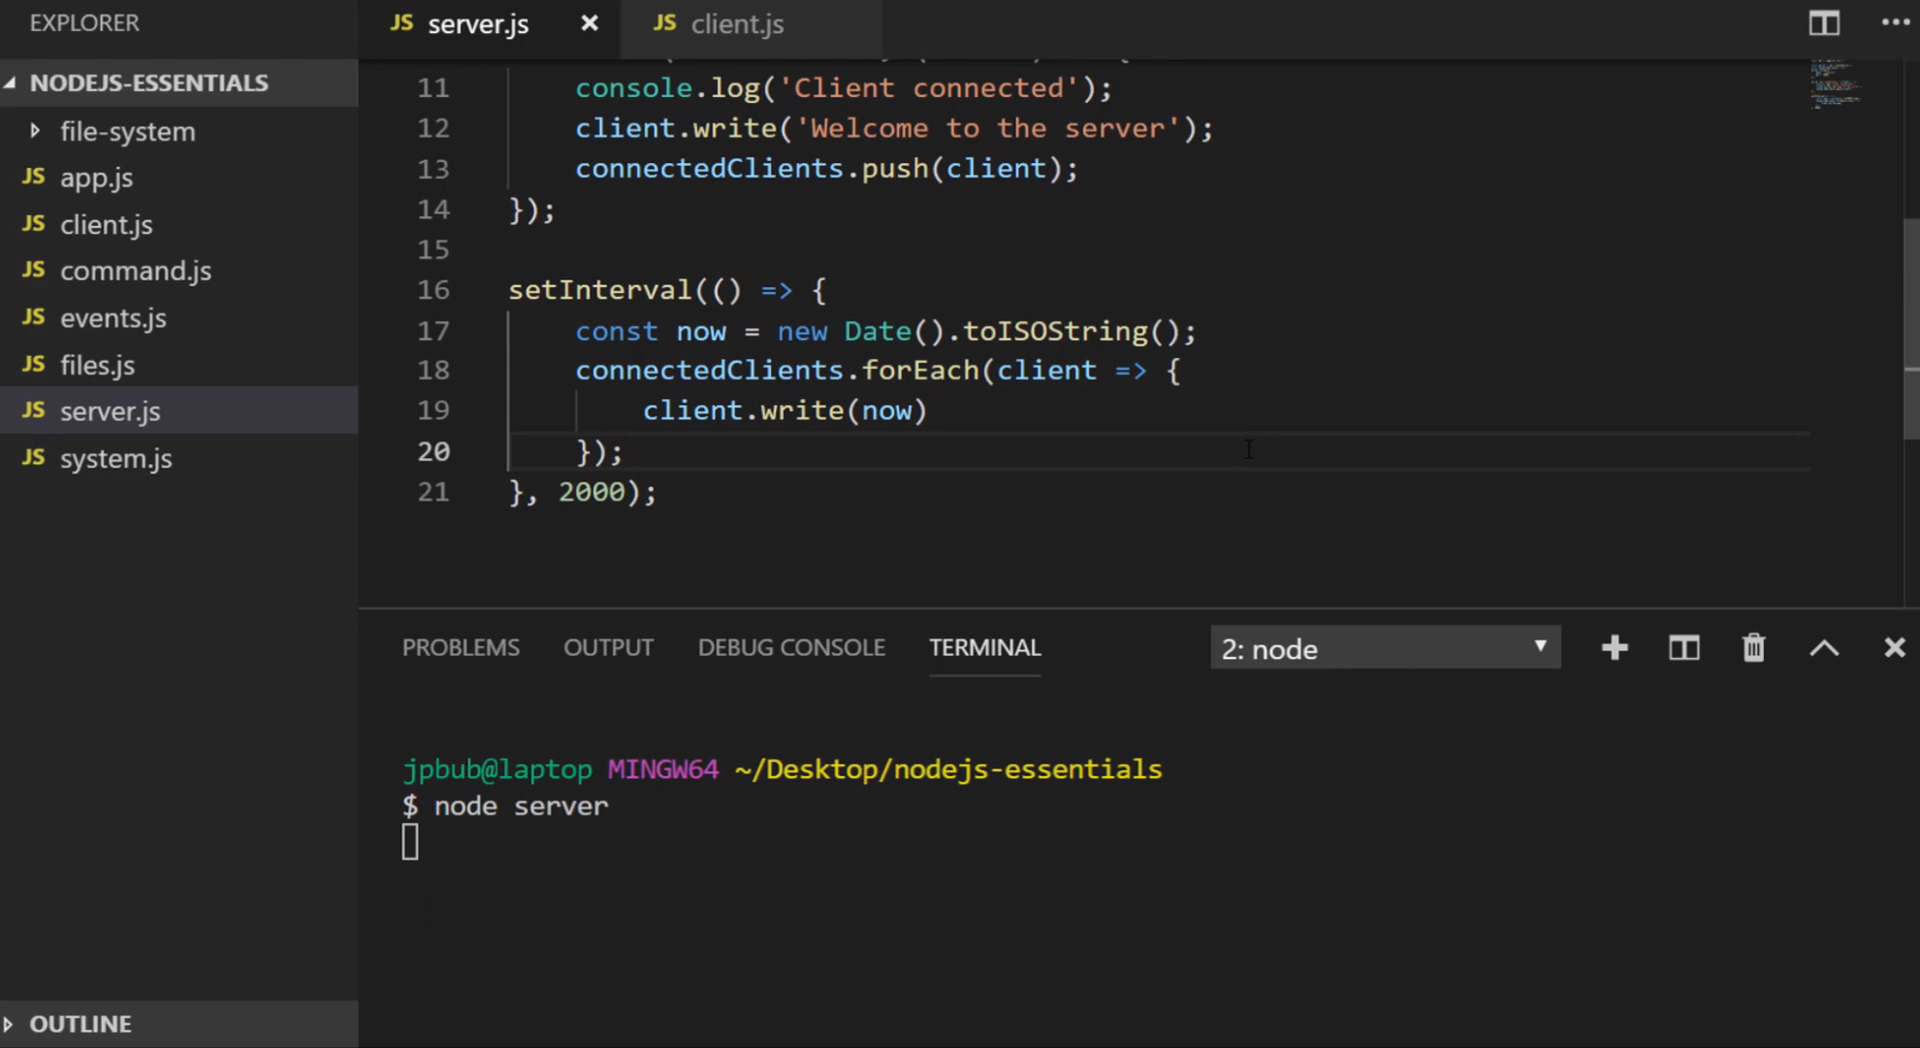 EXPLORER
NODEJS-ESSENTIALS
file-system
JS app.js
JS client.js
JS command.js
JS events.js
JS files.js
JS server.js
JS system.js
OUTLINE
JS server.js
JS client.js
11 console.log('Client connected');
12 client.write('Welcome to the server');
13 connectedClients.push(client);
14 });
15
16 setInterval(() => {
17 const now = new Date().toISOString();
18 connectedClients.forEach(client => {
19 client.write(now)
20 });
21 }, 2000);
PROBLEMS OUTPUT DEBUG CONSOLE TERMINAL 2: node
jpbub@laptop MINGW64 ~/Desktop/nodejs-essentials
$ node server